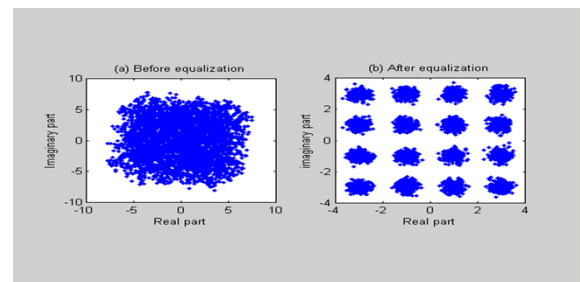 (a) Before equalization
10
5
0
-5
-10
-10 -5 0 5 10
Real part
Imaginary part
(b) After equalization
4
2
0
-2
-4
-4 -2 0 2 4
Real part
imaginary part